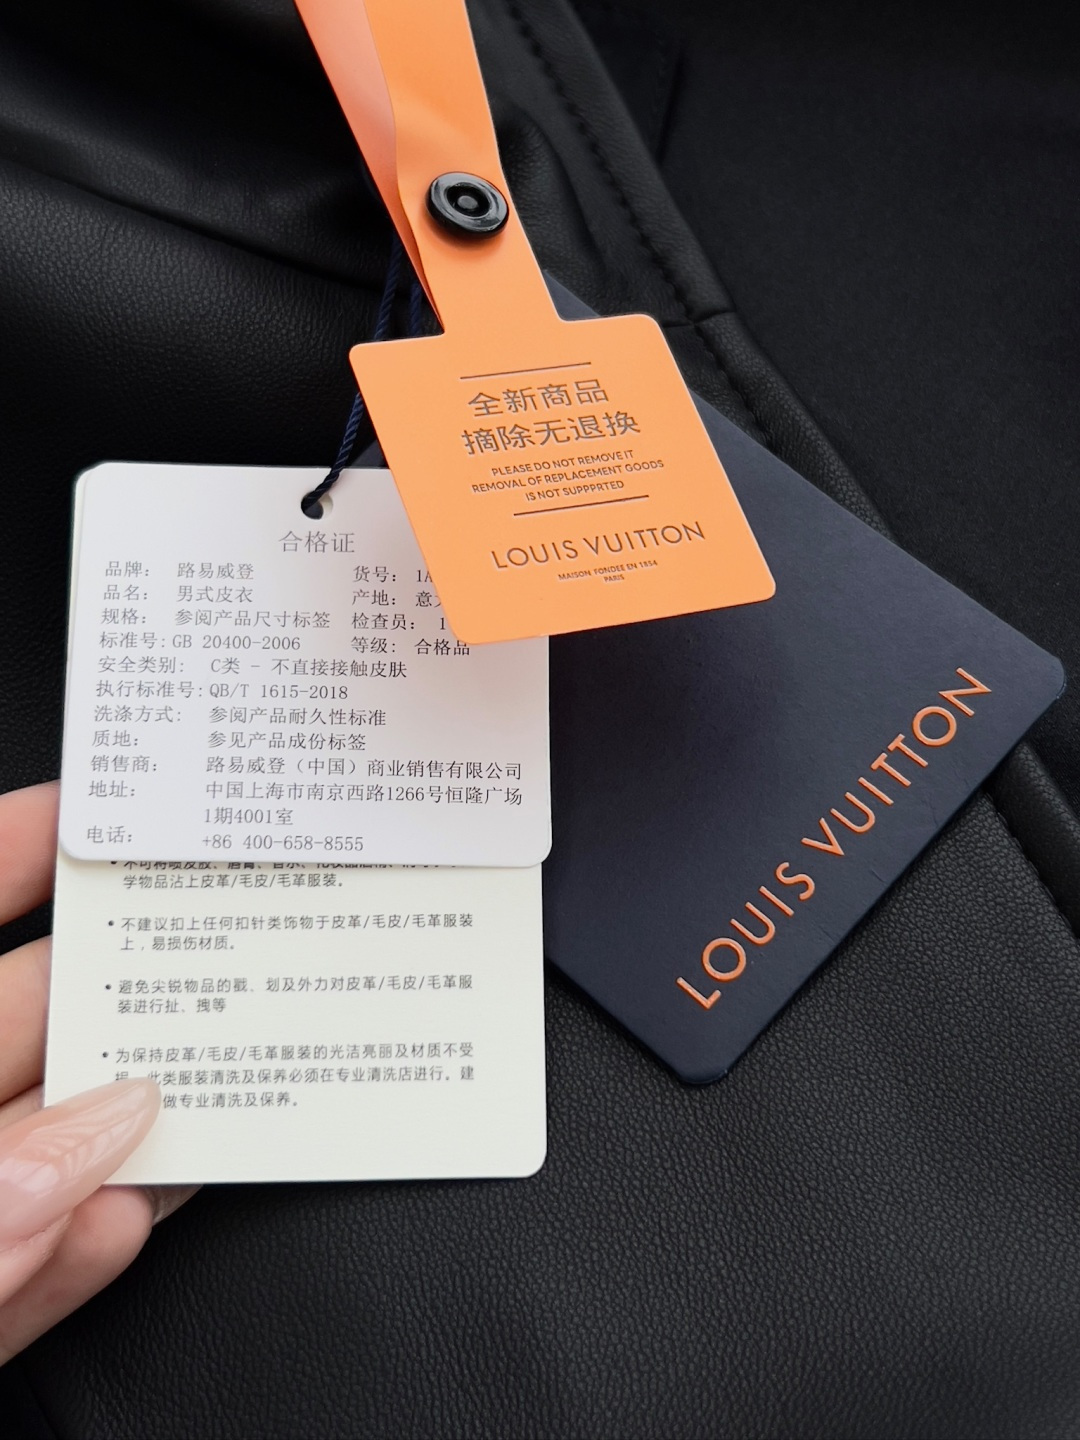 全新商品
摘除无退换
PLEASE DO NOT REMOVE IT
REMOVAL OF REPLACEMENT GOODS
IS NOT SUPPPRTED
LOUIS VUITTON
MAISON FONDEE EN 1854
PARIS
合格证
品牌： 路易威登 货号： 1A
品名： 男式皮衣 产地： 意
规格： 参阅产品尺寸标签 检查员： 1
标准号: GB 20400-2006 等级： 合格品
安全类别： C类 - 不直接接触皮肤
执行标准号: QB/T 1615-2018
洗涤方式： 参阅产品耐久性标准
质地： 参见产品成份标签
销售商： 路易威登（中国）商业销售有限公司
地址： 中国上海市南京西路1266号恒隆广场
1期4001室
电话： +86 400-658-8555
学物品沾上皮革/毛皮/毛革服装。
• 不建议扣上任何扣针类饰物于皮革/毛皮/毛革服装
上，易损伤材质。
• 避免尖锐物品的戳、划及外力对皮革/毛皮/毛革服
装进行扯、拽等
• 为保持皮革/毛皮/毛革服装的光洁亮丽及材质不受
此类服装清洗及保养必须在专业清洗店进行。建
做专业清洗及保养。
LOUIS VUITTON